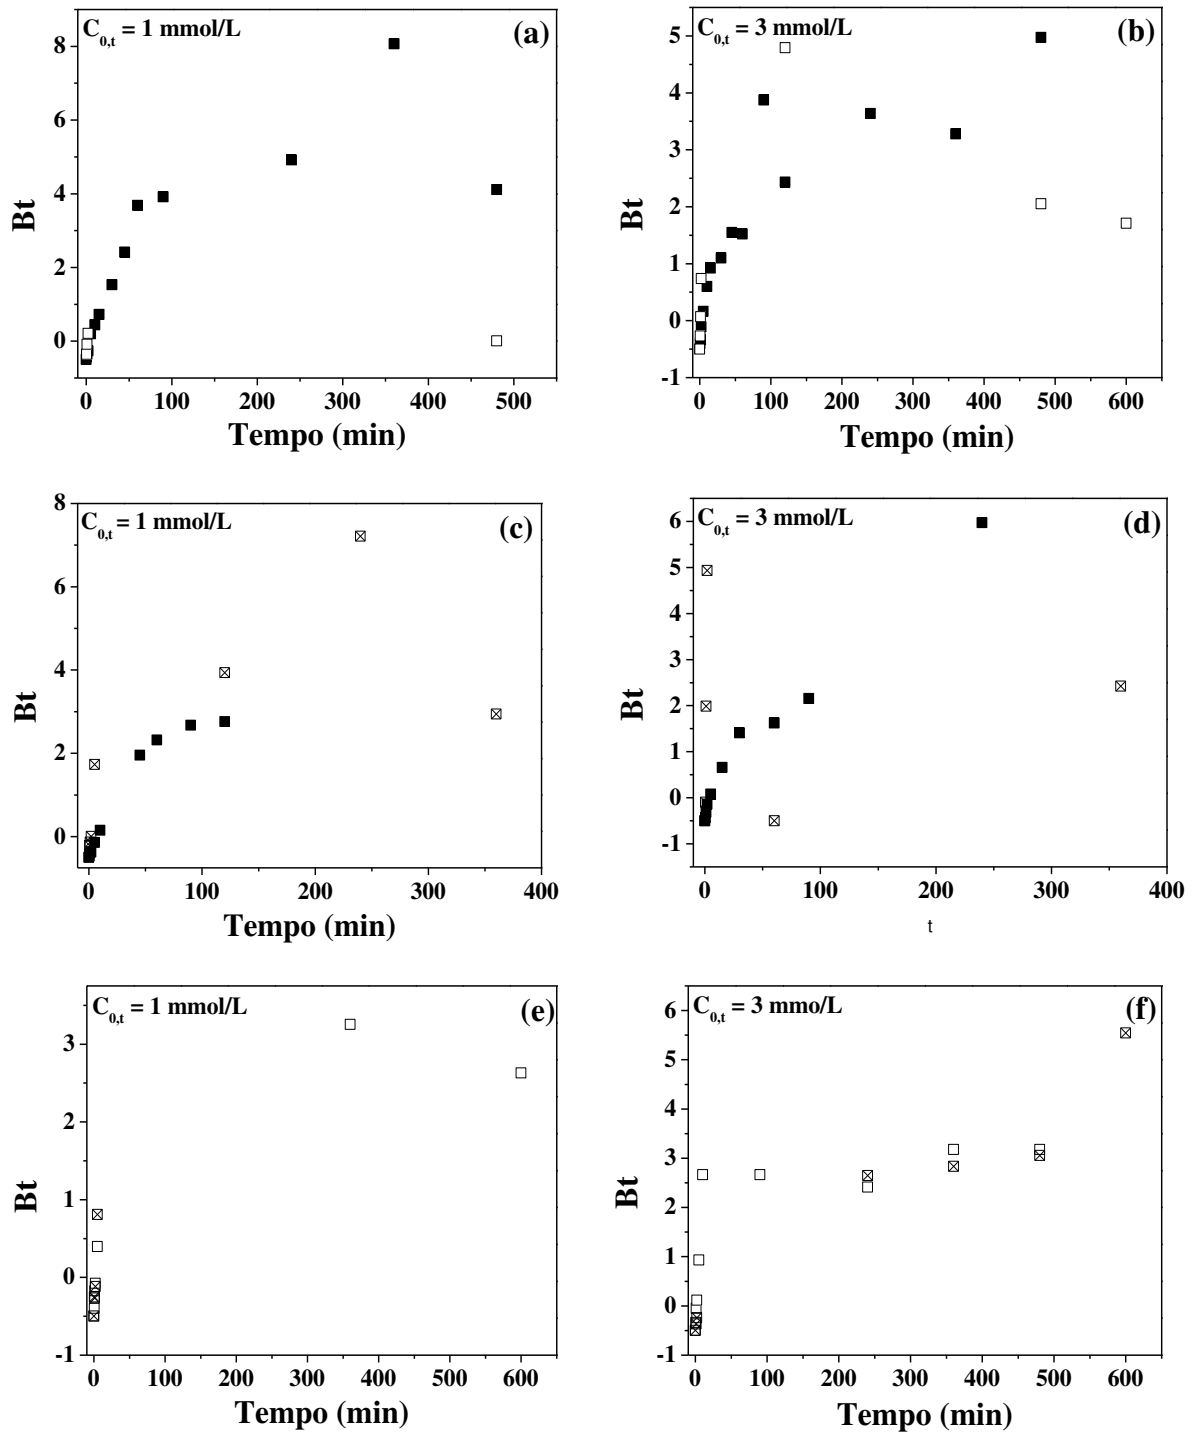 C0,t = 1 mmol/L
(a)
8
6
4
2
0
Bt
0 100 200 300 400 500
Tempo (min)
C0,t = 3 mmol/L
(b)
5
4
3
2
1
0
-1
Bt
0 100 200 300 400 500 600
Tempo (min)
C0,t = 1 mmol/L
(c)
8
6
4
2
0
Bt
0 100 200 300 400
Tempo (min)
C0,t = 3 mmol/L
(d)
6
5
4
3
2
1
0
-1
Bt
0 100 200 300 400
t
C0,t = 1 mmol/L
(e)
3
2
1
0
-1
Bt
0 100 200 300 400 500 600
Tempo (min)
C0,t = 3 mmo/L
(f)
6
5
4
3
2
1
0
-1
Bt
0 100 200 300 400 500 600
Tempo (min)